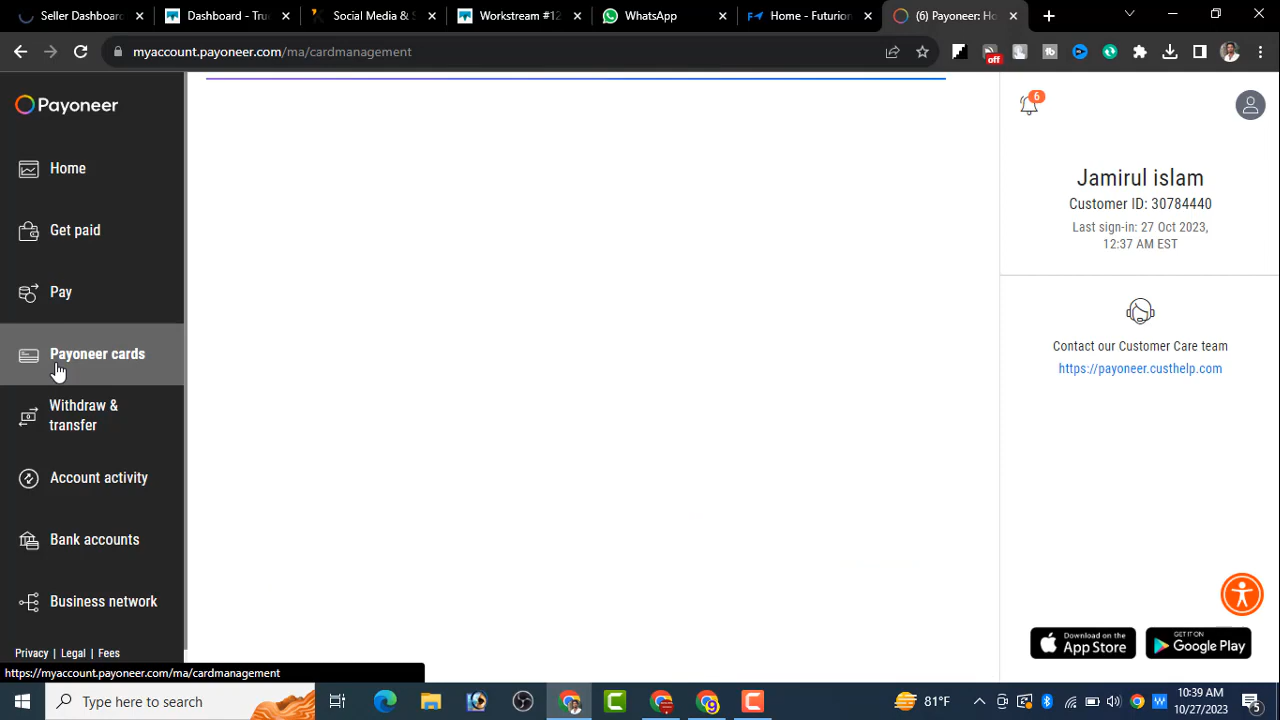 Seller Dashboard
Dashboard - True
Social Media & S
Workstream #12
WhatsApp
Home - Futurion
(6) Payoneer: Ho
myaccount.payoneer.com/ma/cardmanagement
off
Payoneer
Home
Get paid
Pay
Payoneer cards
Withdraw &
transfer
Account activity
Bank accounts
Business network
Privacy | Legal | Fees
6
Jamirul islam
Customer ID: 30784440
Last sign-in: 27 Oct 2023,
12:37 AM EST
Contact our Customer Care team
https://payoneer.custhelp.com
Download on the
App Store
GET IT ON
Google Play
https://myaccount.payoneer.com/ma/cardmanagement
Type here to search
9
81°F
10:39 AM
10/27/2023
5